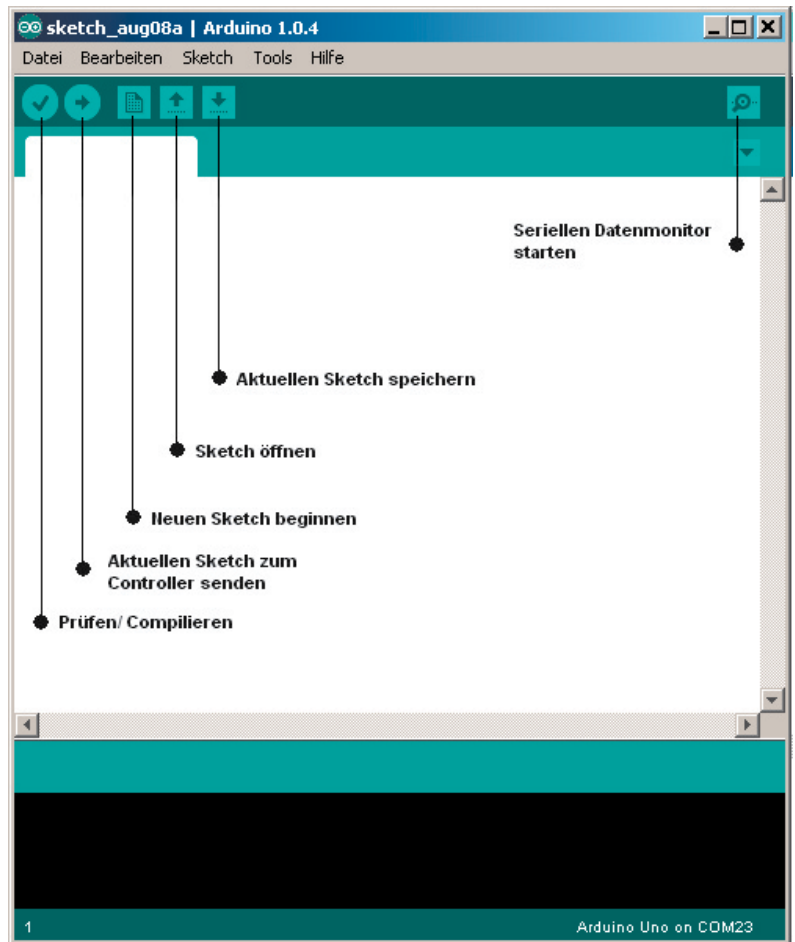 sketch_aug08a | Arduino 1.0.4
Datei Bearbeiten Sketch Tools Hilfe
Seriellen Datenmonitor
starten
Aktuellen Sketch speichern
Sketch öffnen
Neuen Sketch beginnen
Aktuellen Sketch zum
Controller senden
Prüfen/ Compilieren
1 Arduino Uno on COM23